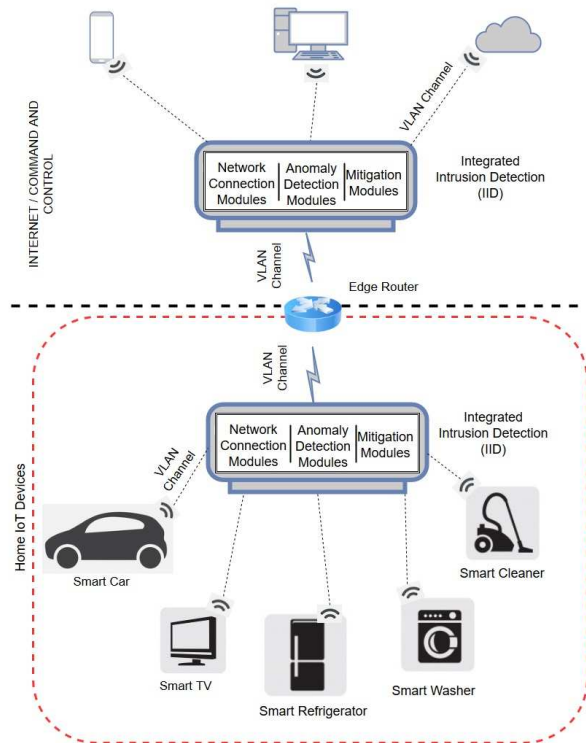 INTERNET / COMMAND AND
CONTROL
VLAN Channel
Network
Connection
Modules
Anomaly
Detection
Modules
Mitigation
Modules
Integrated
Intrusion Detection
(IID)
VLAN
Channel
Edge Router
VLAN
Channel
Home IoT Devices
Network
Connection
Modules
Anomaly
Detection
Modules
Mitigation
Modules
Integrated
Intrusion Detection
(IID)
VLAN
Channel
Smart Car
Smart Cleaner
Smart TV
Smart Refrigerator
Smart Washer